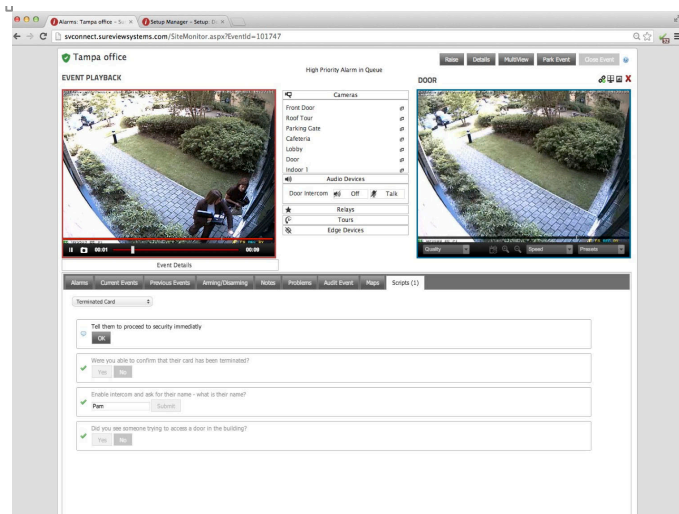 Alarms: Tampa office - Su
Setup Manager - Setup: D
svconnect.sureviewsystems.com/SiteMonitor.aspx?EventId=101747
Tampa office
Raise Details MultiView Park Event Close Event
High Priority Alarm in Queue
EVENT PLAYBACK
DOOR
Cameras
Front Door
Roof Tour
Parking Gate
Cafeteria
Lobby
Door
Indoor 1
Audio Devices
Door Intercom Off Talk
Relays
Tours
Edge Devices
00:01 00:09
Quality Speed Presets
Event Details
Alarms Current Events Previous Events Arming/Disarming Notes Problems Audit Event Maps Scripts (1)
Terminated Card
Tell them to proceed to security immediatly
OK
Were you able to confirm that their card has been terminated?
Yes No
Enable intercom and ask for their name - what is their name?
Pam Submit
Did you see someone trying to access a door in the building?
Yes No